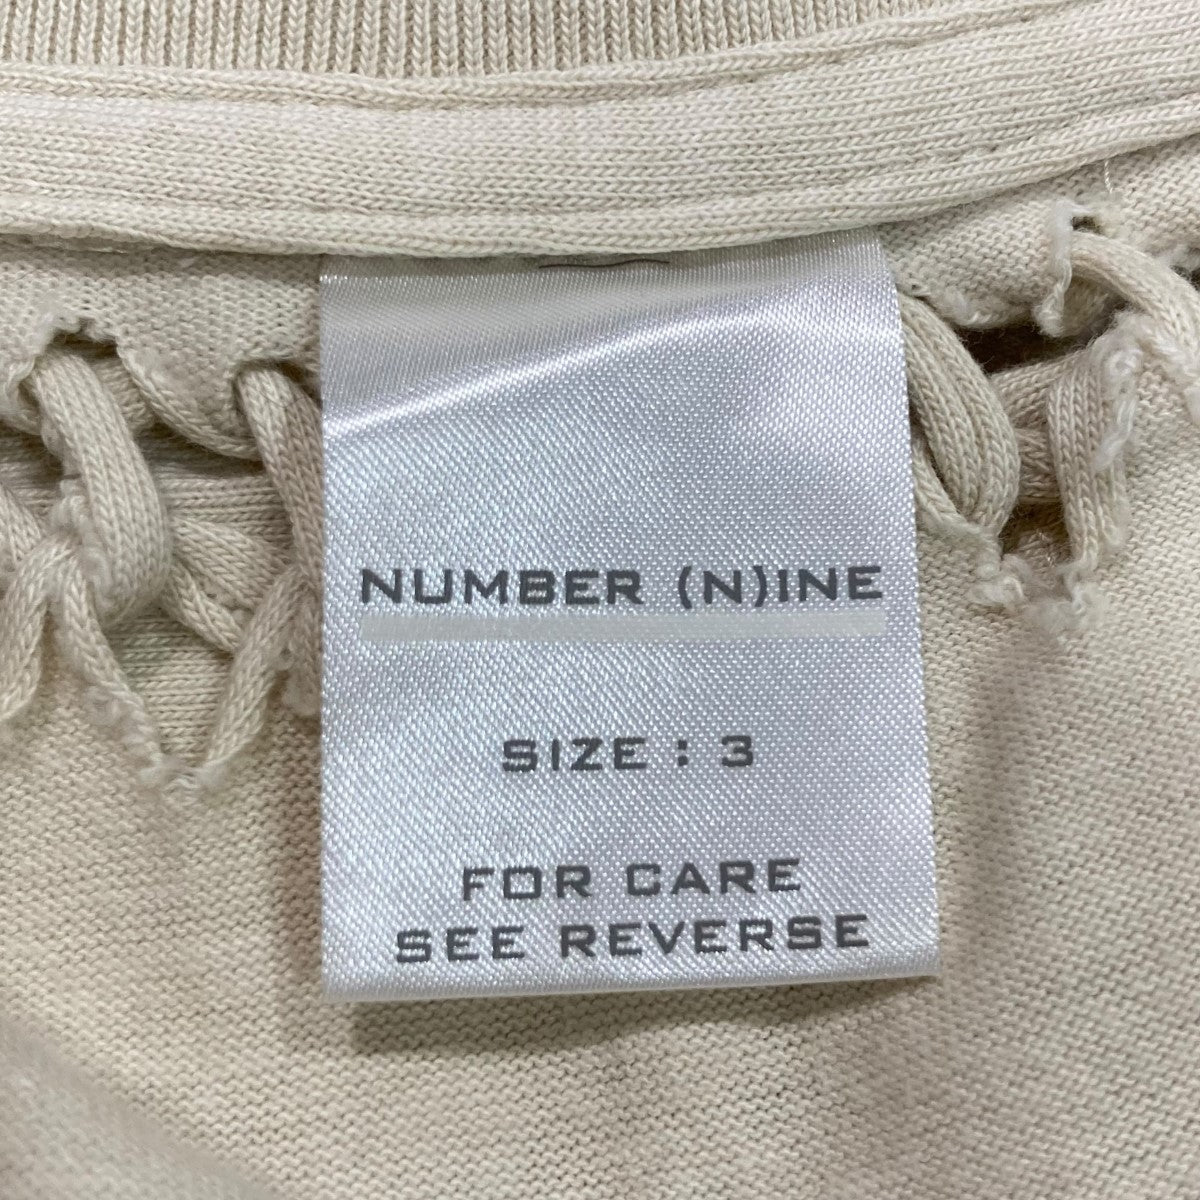 NUMBER (N)INE
SIZE : 3
FOR CARE
SEE REVERSE